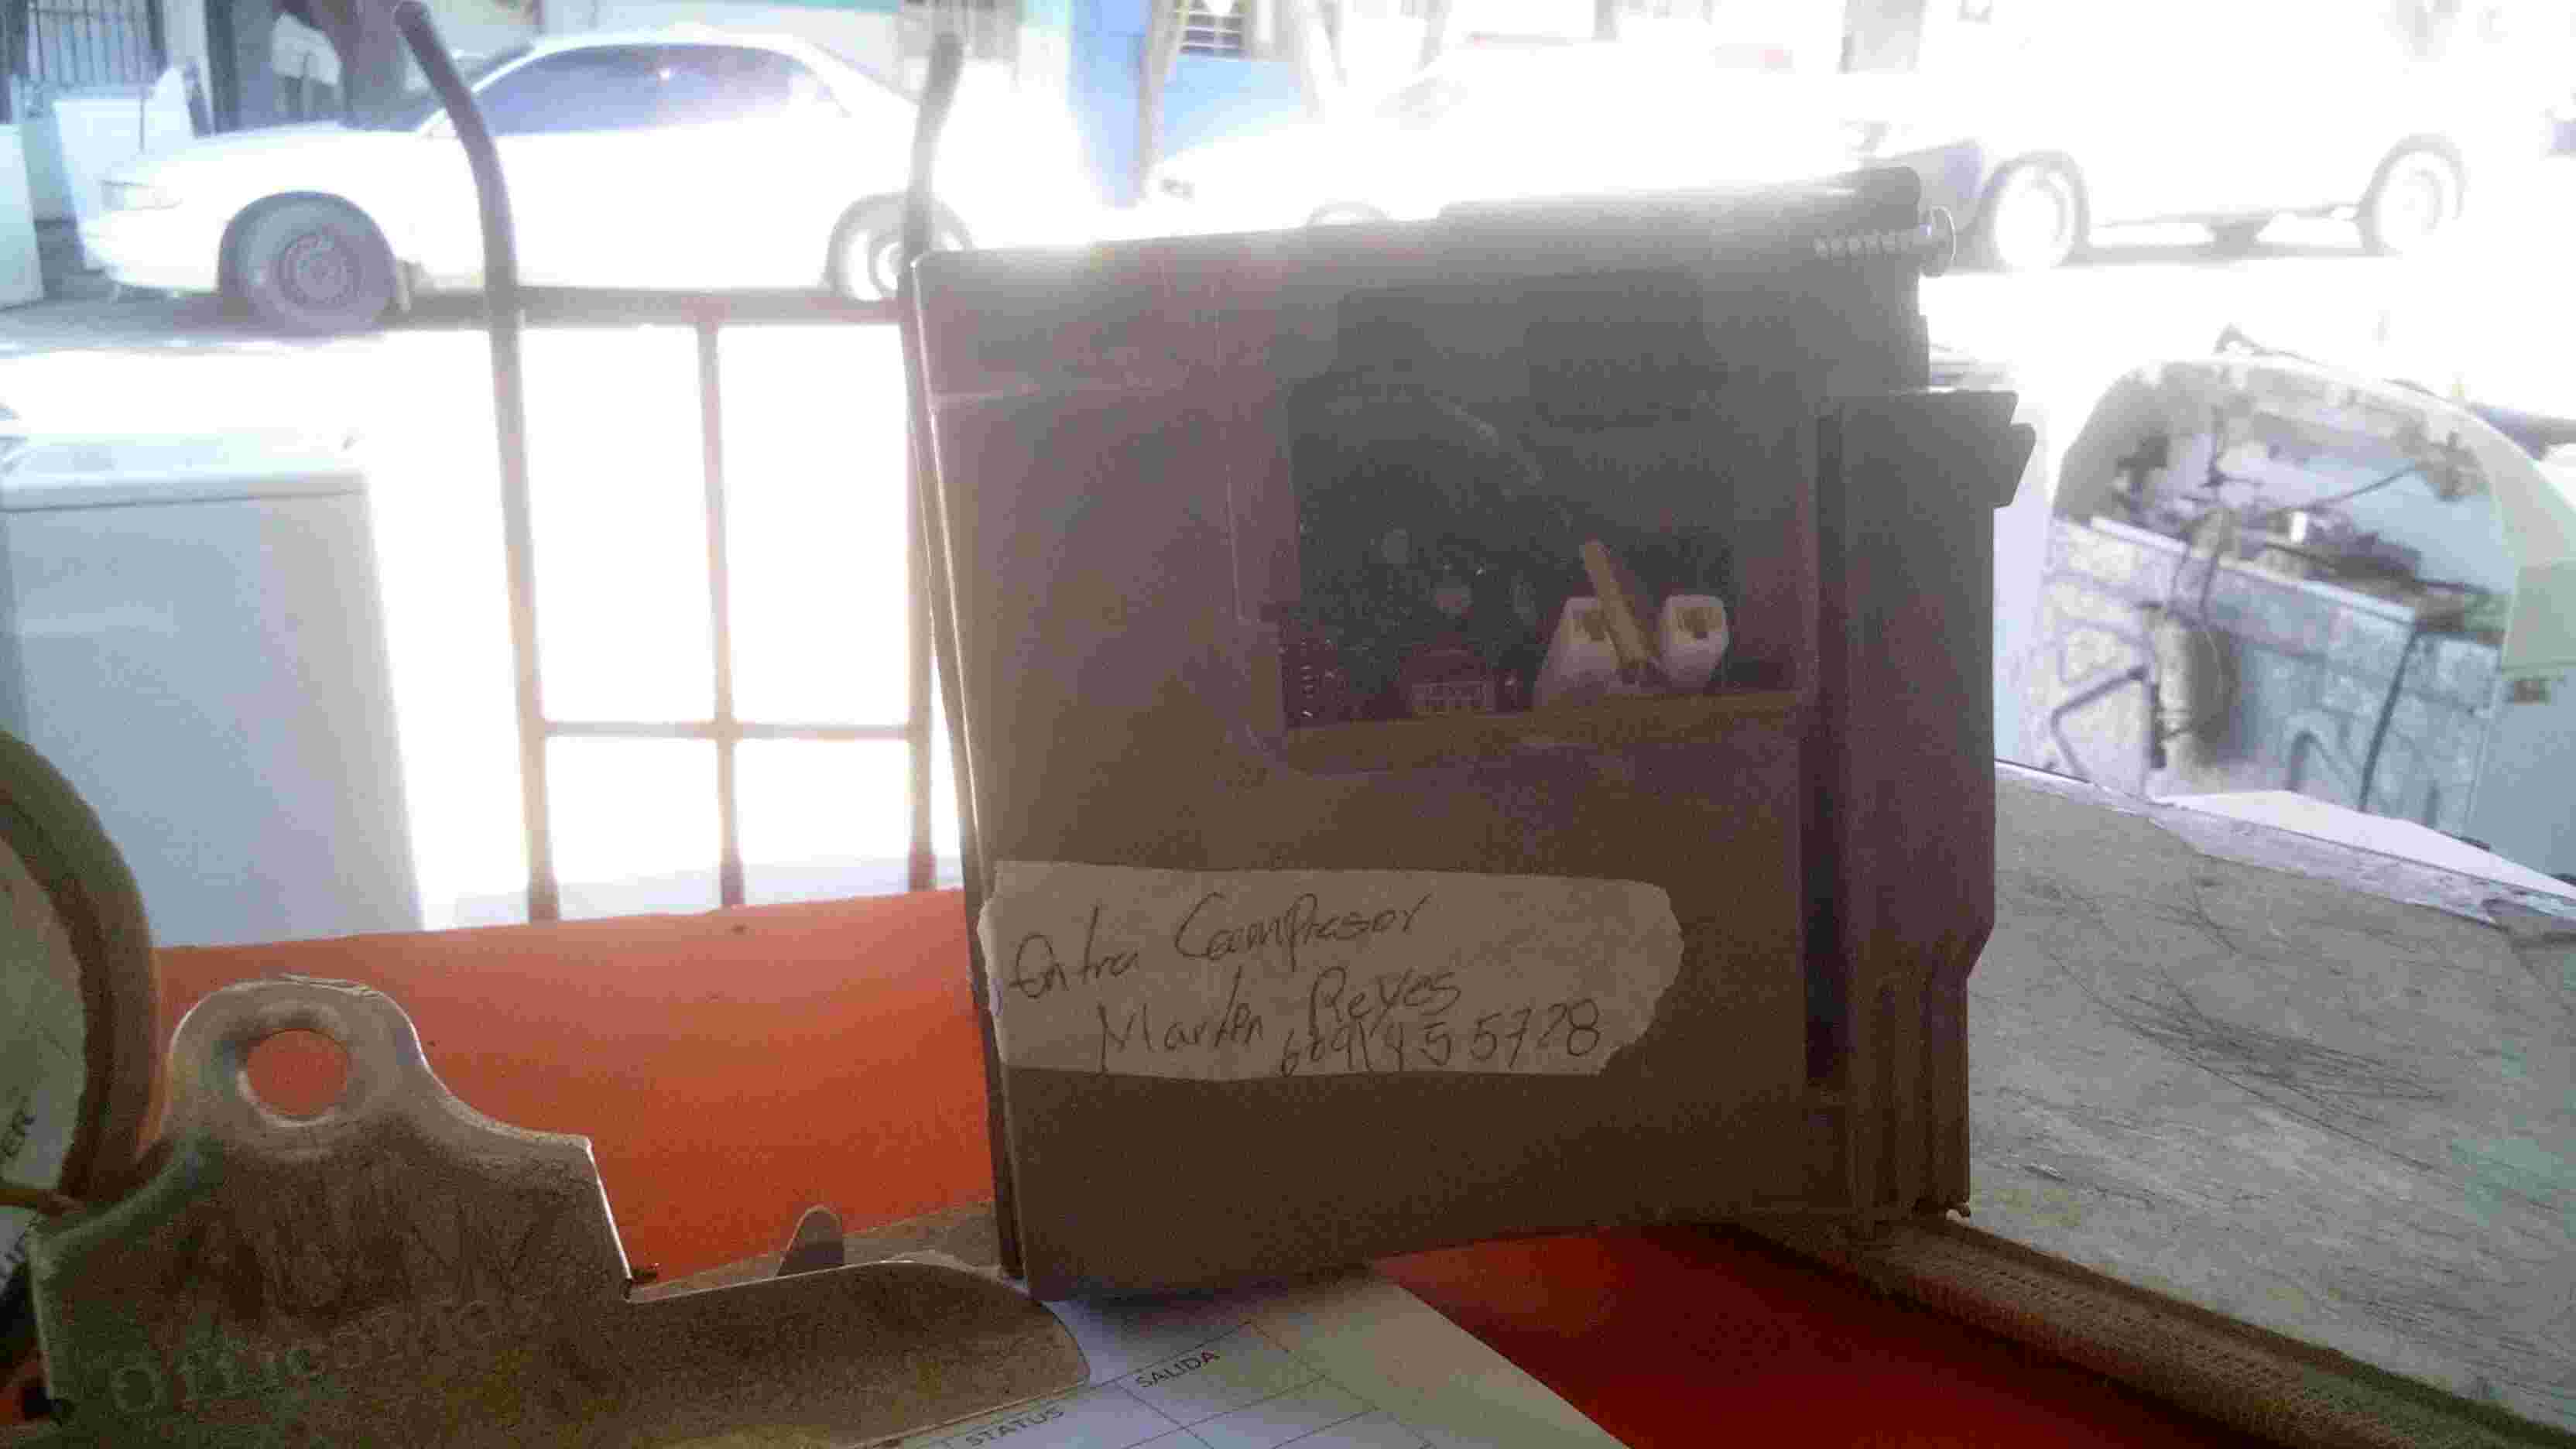 Entra Compresor
Marten Reyes
6691455728
SALIDA
STATUS